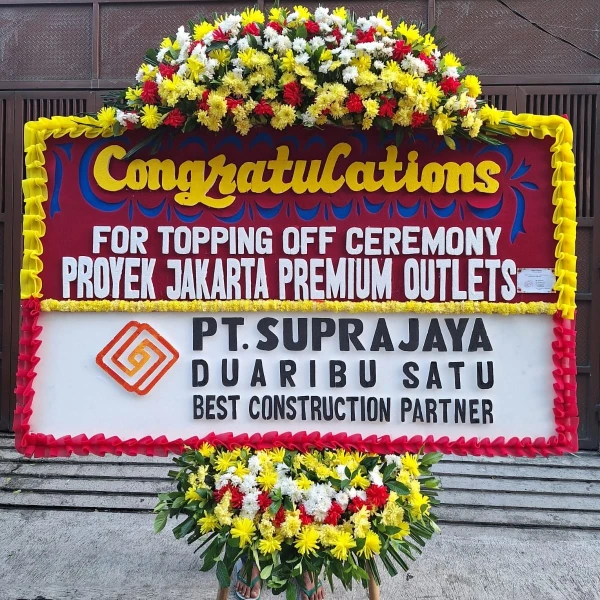 Congratulations
FOR TOPPING OFF CEREMONY
PROYEK JAKARTA PREMIUM OUTLETS
PT. SUPRAJAYA
DUARIBU SATU
BEST CONSTRUCTION PARTNER